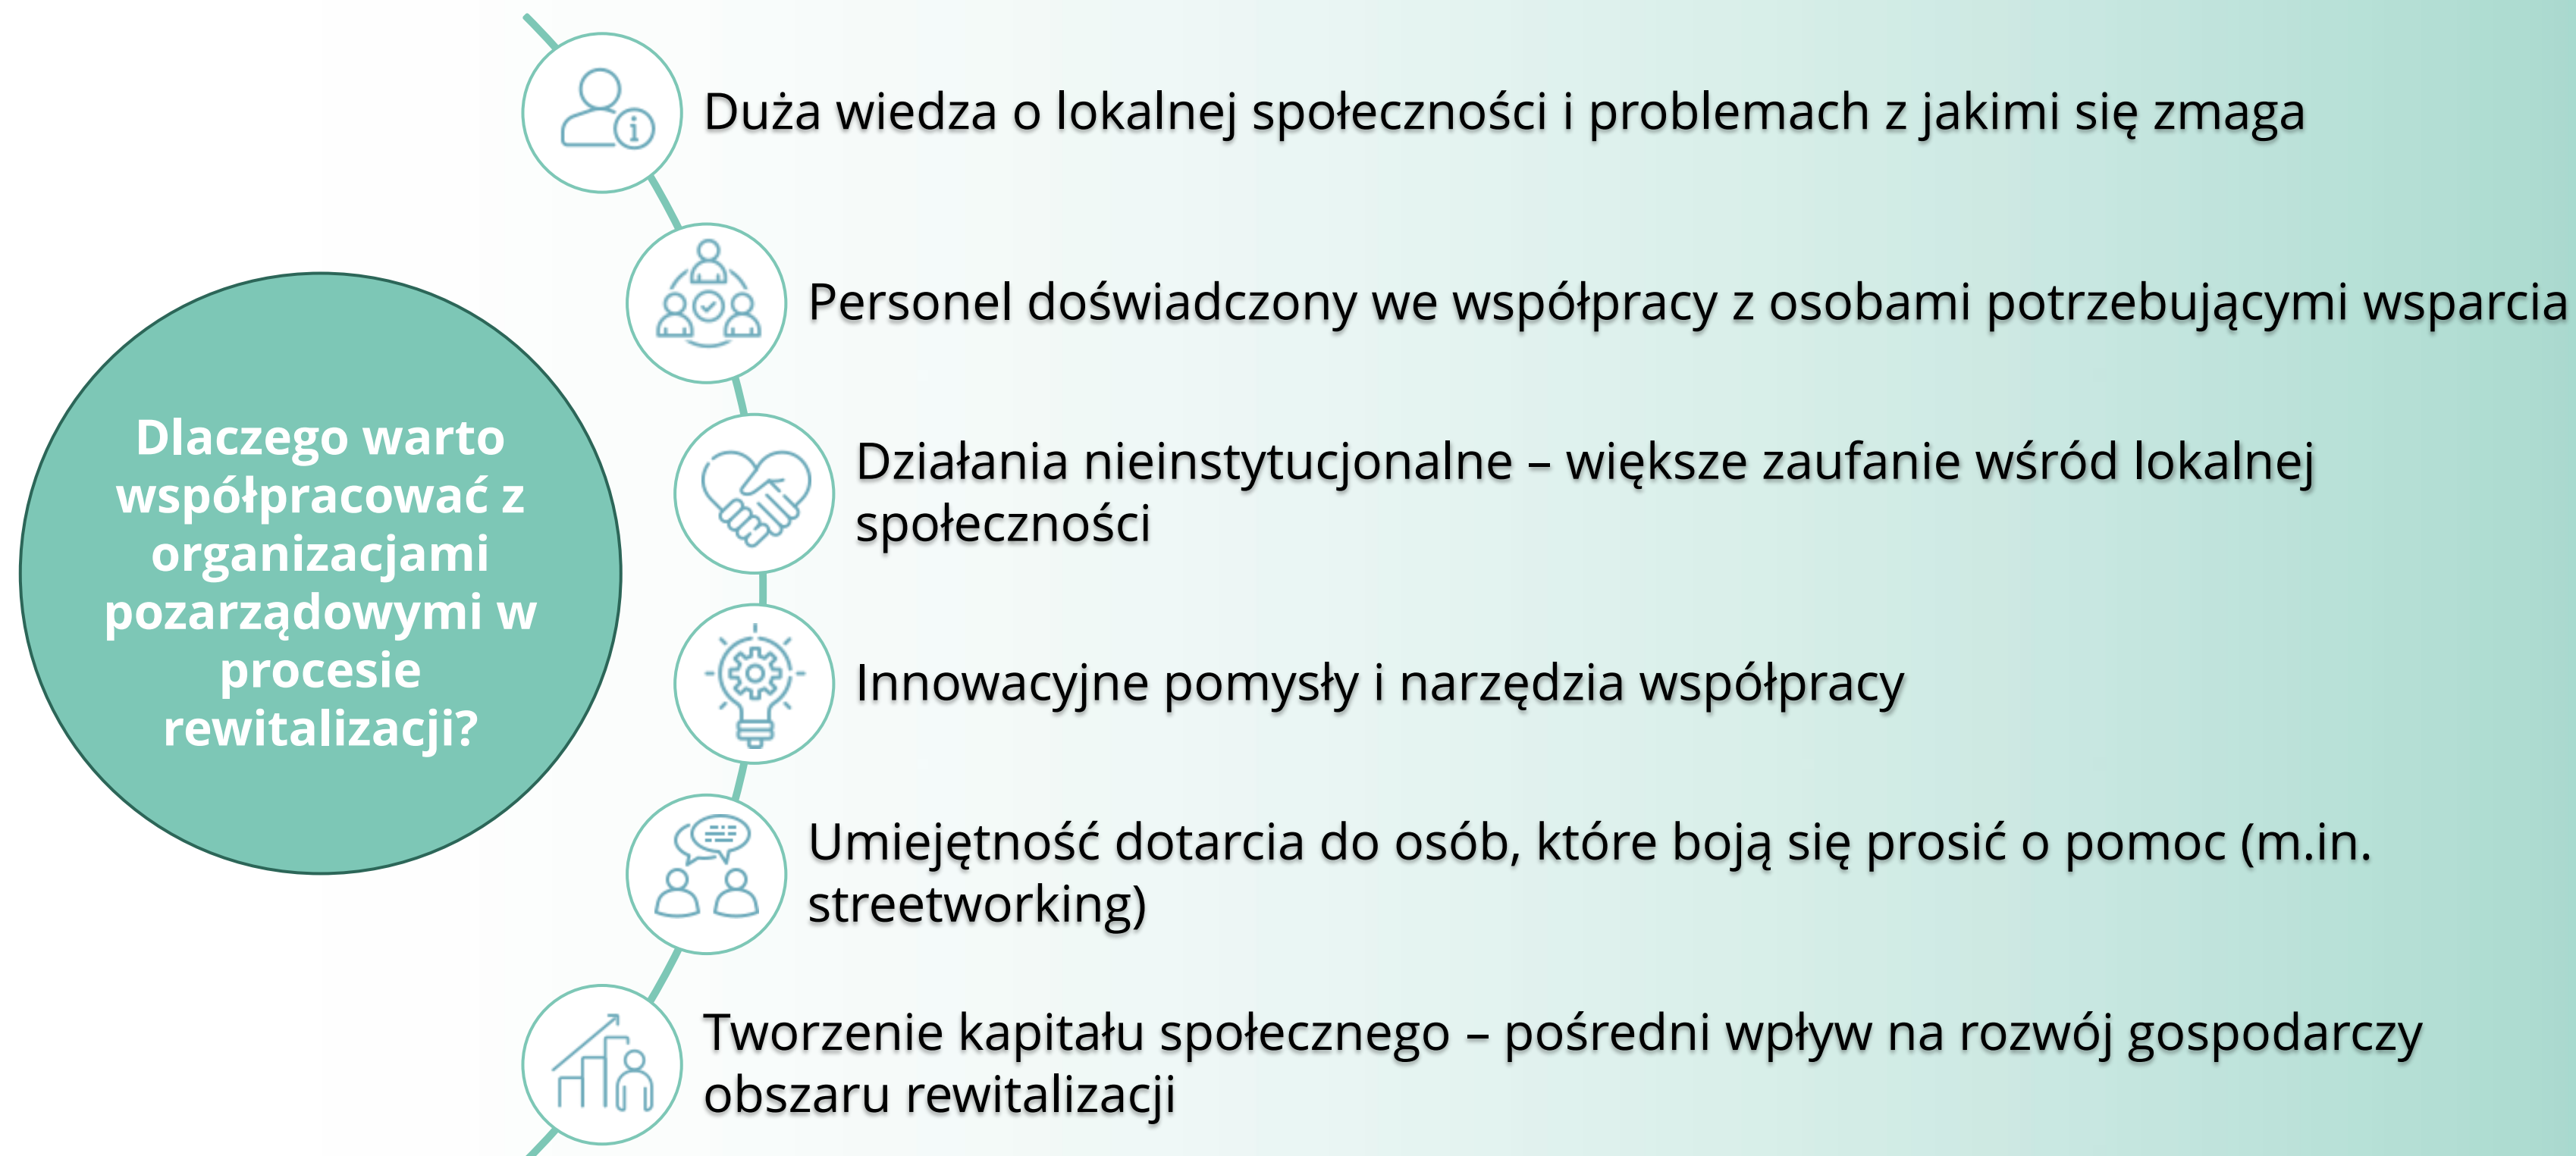 Dlaczego warto
współpracować z
organizacjami
pozarządowymi w
procesie
rewitalizacji?
Duża wiedza o lokalnej społeczności i problemach z jakimi się zmaga
Personel doświadczony we współpracy z osobami potrzebującymi wsparcia
Działania nieinstytucjonalne – większe zaufanie wśród lokalnej
społeczności
Innowacyjne pomysły i narzędzia współpracy
Umiejętność dotarcia do osób, które boją się prosić o pomoc (m.in.
streetworking)
Tworzenie kapitału społecznego – pośredni wpływ na rozwój gospodarczy
obszaru rewitalizacji